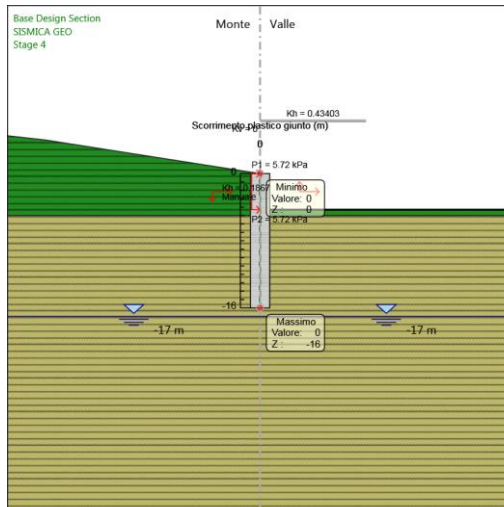 Base Design Section
SISMICA GEO
Stage 4
Monte Valle
Kh = 0.43403
Scorrimento plastico giunto (m)
0
0
P1 = 5.72 kPa
Minimo
Valore: 0
Z : 0
P2 = 5.72 kPa
-16
Massimo
Valore: 0
Z : -16
-17 m
-17 m